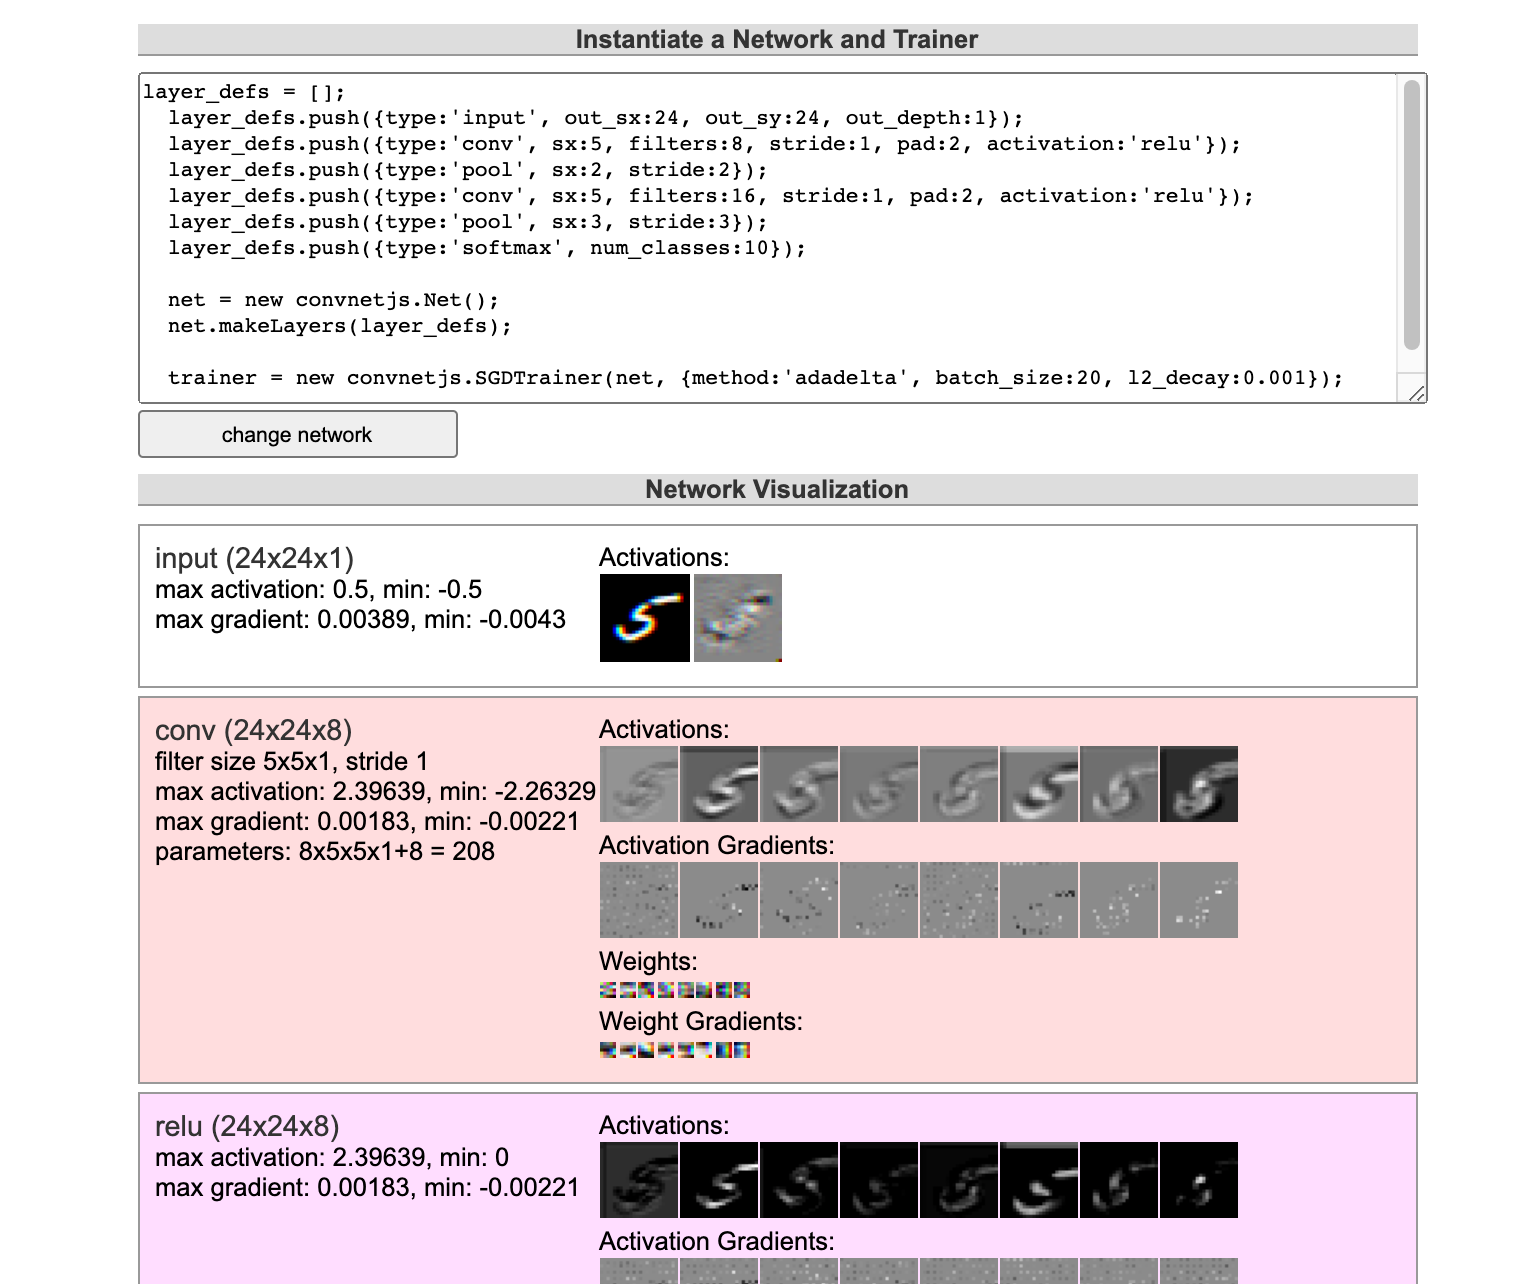 Instantiate a Network and Trainer
layer_defs = [];
layer_defs.push({type:'input', out_sx:24, out_sy:24, out_depth:1});
layer_defs.push({type:'conv', sx:5, filters:8, stride:1, pad:2, activation:'relu'});
layer_defs.push({type:'pool', sx:2, stride:2});
layer_defs.push({type:'conv', sx:5, filters:16, stride:1, pad:2, activation:'relu'});
layer_defs.push({type:'pool', sx:3, stride:3});
layer_defs.push({type:'softmax', num_classes:10});
net = new convnetjs.Net();
net.makeLayers(layer_defs);
trainer = new convnetjs.SGDTrainer(net, {method:'adadelta', batch_size:20, l2_decay:0.001});
change network
Network Visualization
input (24x24x1)
max activation: 0.5, min: -0.5
max gradient: 0.00389, min: -0.0043
Activations:
5
conv (24x24x8)
filter size 5x5x1, stride 1
max activation: 2.39639, min: -2.26329
max gradient: 0.00183, min: -0.00221
parameters: 8x5x5x1+8 = 208
Activations:
Activation Gradients:
Weights:
Weight Gradients:
relu (24x24x8)
max activation: 2.39639, min: 0
max gradient: 0.00183, min: -0.00221
Activations:
Activation Gradients: